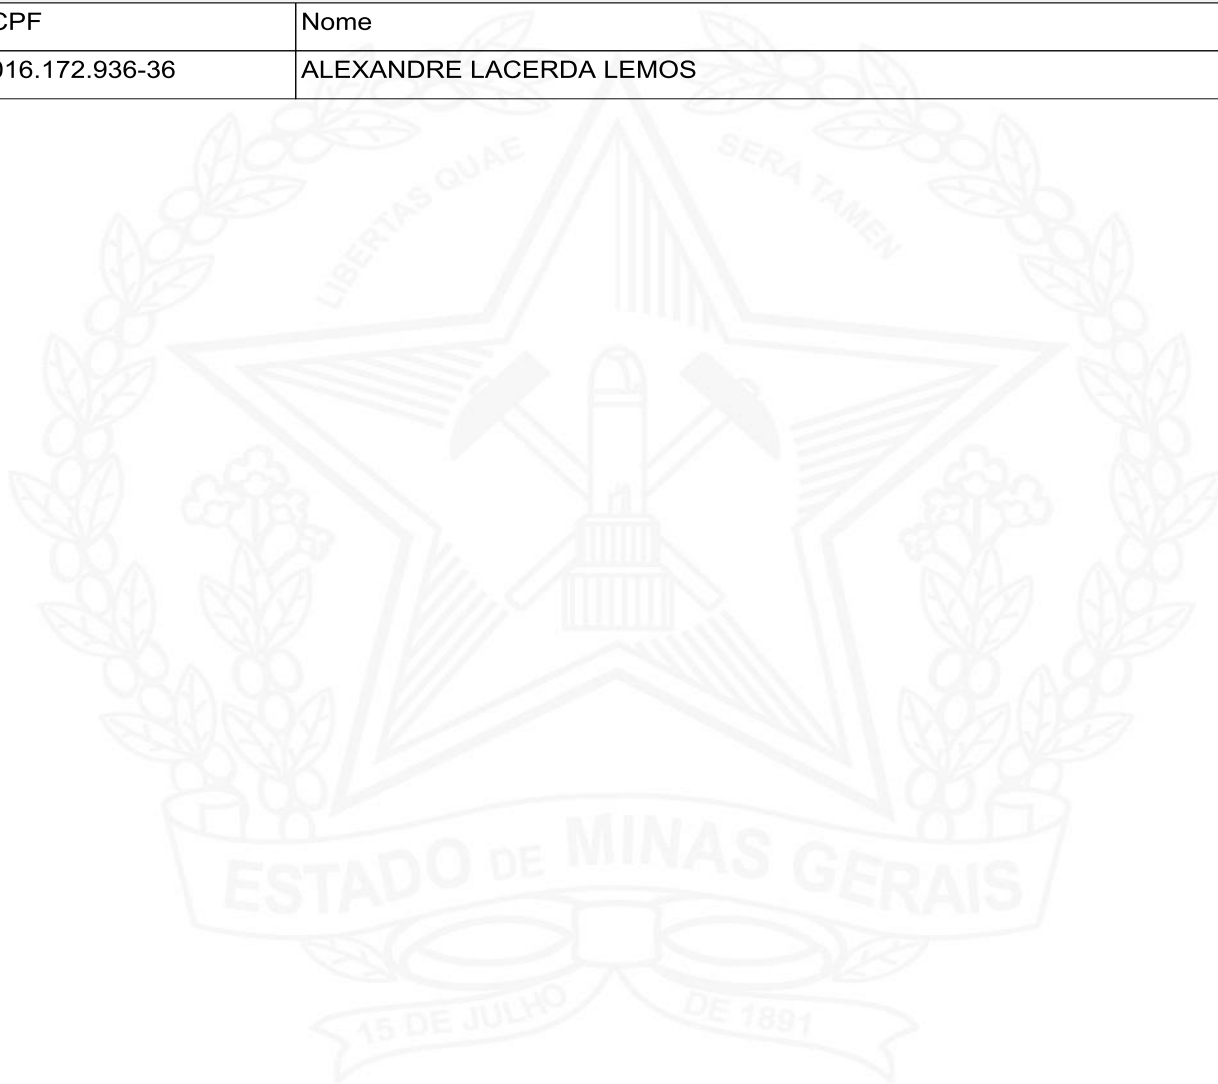 CPF Nome
016.172.936-36 ALEXANDRE LACERDA LEMOS
LIBERTAS QUAE SERA TAMEN
ESTADO DE MINAS GERAIS
15 DE JULHO DE 1891